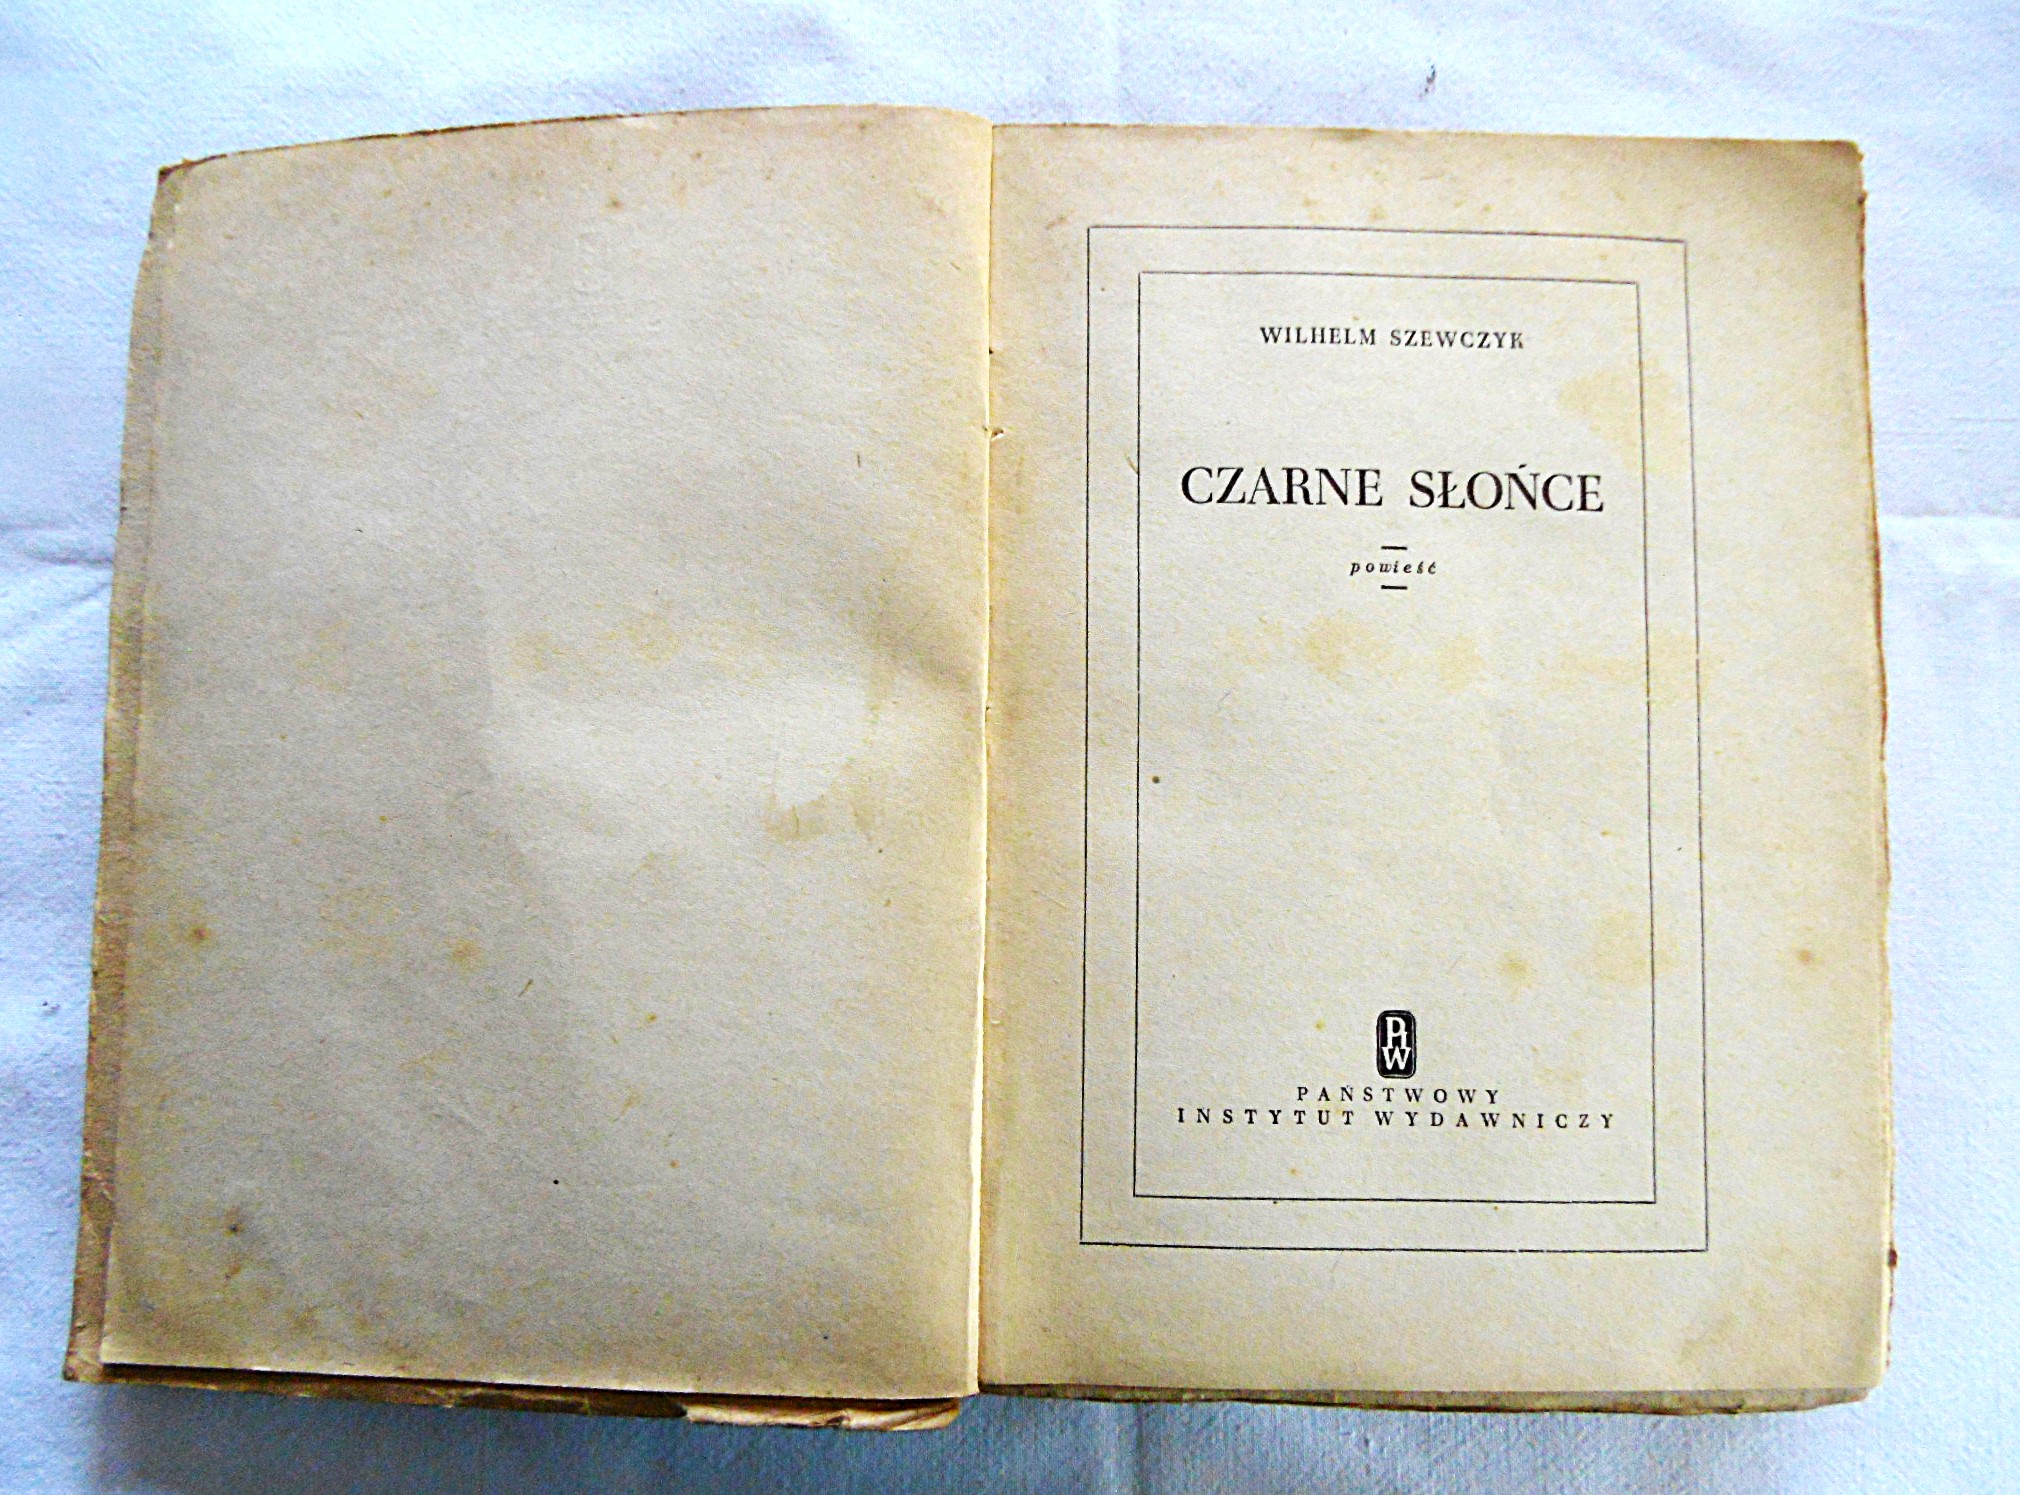 WILHELM SZEWCZYK
CZARNE SŁOŃCE
powieść
PIW
PAŃSTWOWY
INSTYTUT WYDAWNICZY